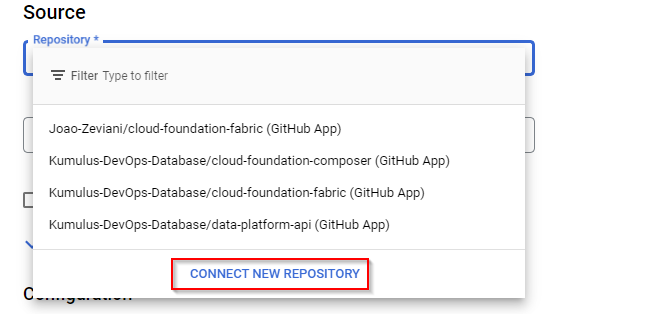 Source
Repository *
Filter Type to filter
Joao-Zeviani/cloud-foundation-fabric (GitHub App)
Kumulus-DevOps-Database/cloud-foundation-composer (GitHub App)
Kumulus-DevOps-Database/cloud-foundation-fabric (GitHub App)
Kumulus-DevOps-Database/data-platform-api (GitHub App)
CONNECT NEW REPOSITORY
Configuration